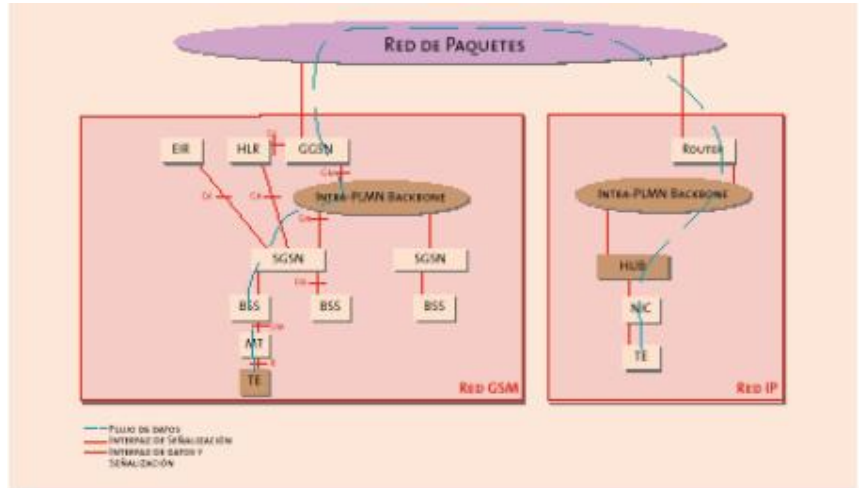 RED DE PAQUETES
EIR
HLR
GGSN
ROUTER
INTRA-PLMN BACKBONE
INTRA-PLMN BACKBONE
SGSN
SGSN
HUB
BSS
BSS
BSS
NIC
MT
TE
TE
RED GSM
RED IP
FLUJO DE DATOS
INTERFAZ DE SEÑALIZACIÓN
INTERFAZ DE DATOS Y
SEÑALIZACIÓN